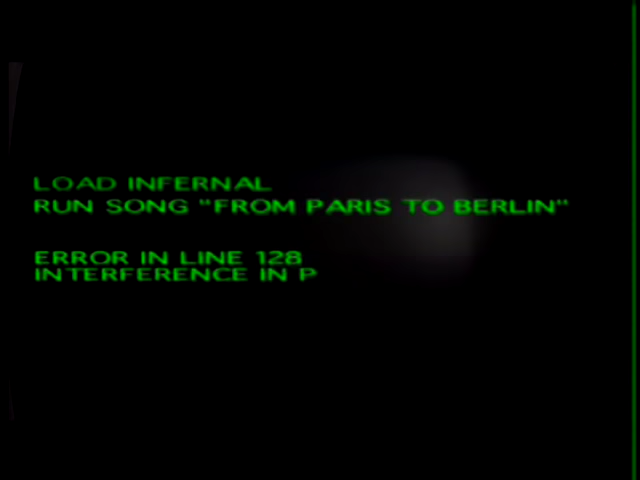 LOAD INFERNAL
RUN SONG "FROM PARIS TO BERLIN"
ERROR IN LINE 128
INTERFERENCE IN P